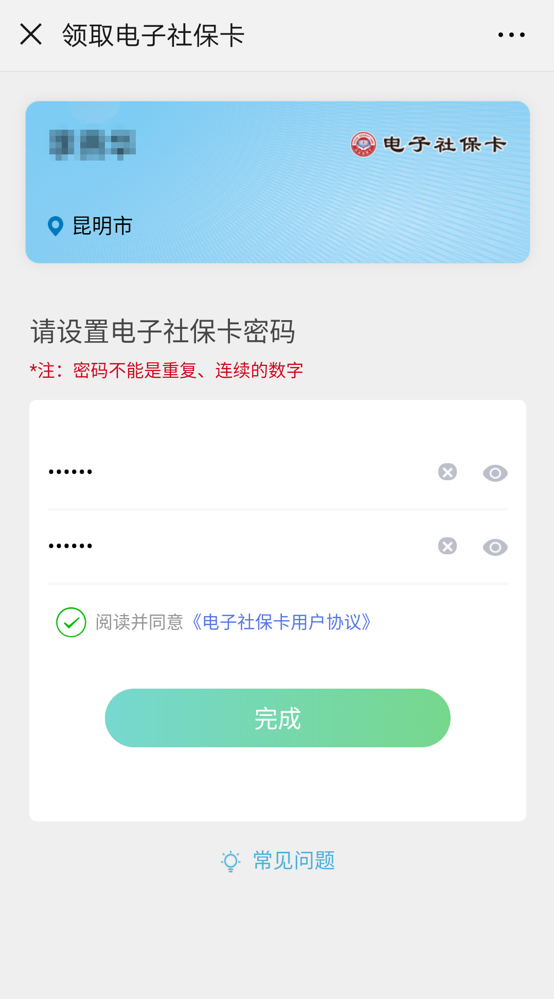 领取电子社保卡
电子社保卡
昆明市
请设置电子社保卡密码
*注：密码不能是重复、连续的数字
••••••
••••••
阅读并同意《电子社保卡用户协议》
完成
常见问题